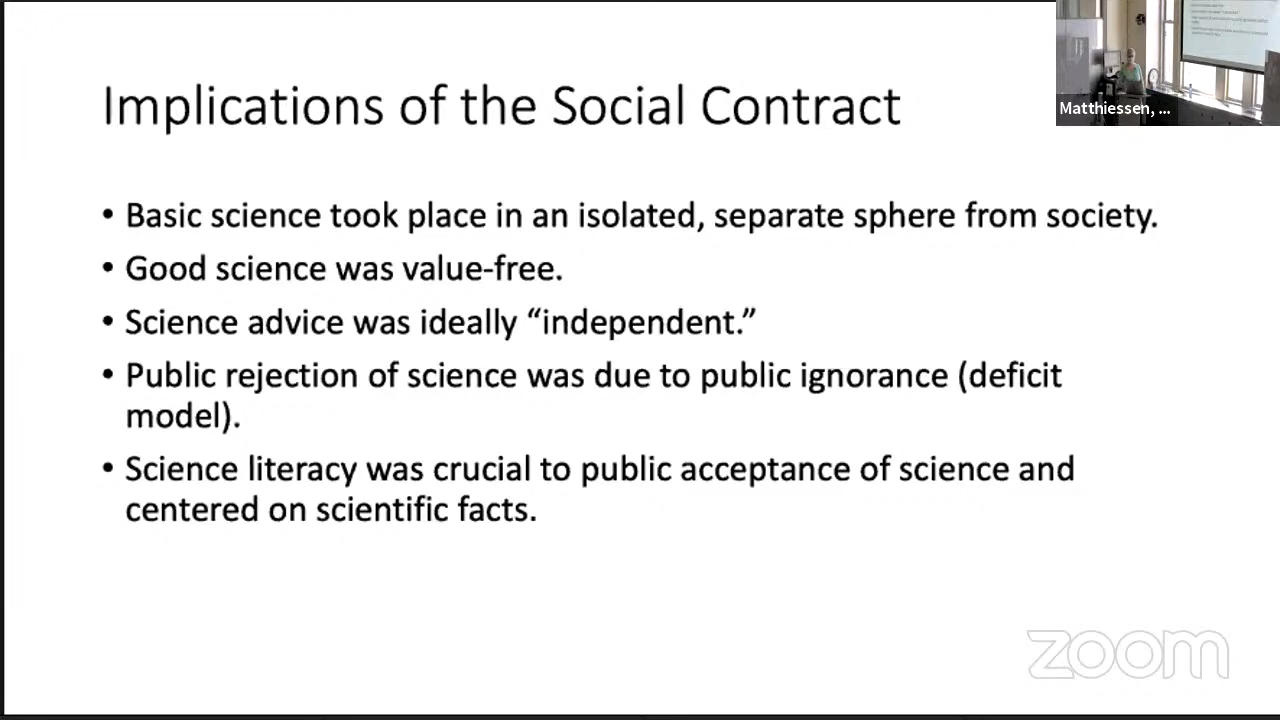 Implications of the Social Contract
Matthiessen, ...
• Basic science took place in an isolated, separate sphere from society.
• Good science was value-free.
• Science advice was ideally “independent.”
• Public rejection of science was due to public ignorance (deficit
model).
• Science literacy was crucial to public acceptance of science and
centered on scientific facts.
zoom